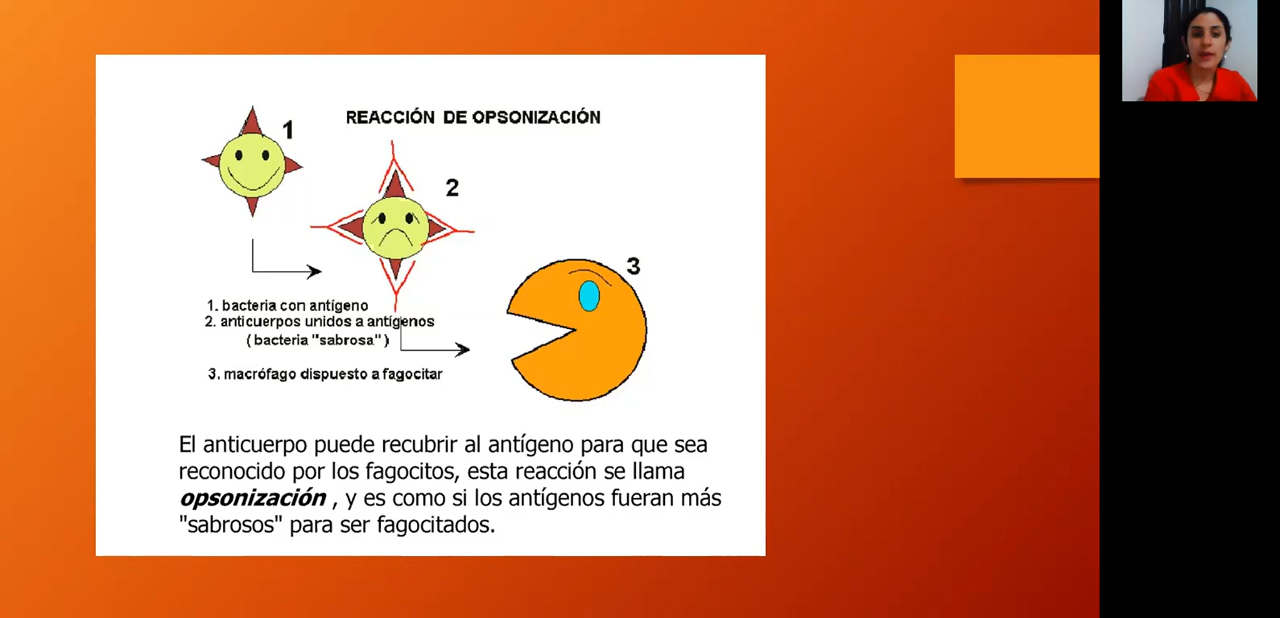 REACCIÓN DE OPSONIZACIÓN
1
2
3
1. bacteria con antígeno
2. anticuerpos unidos a antígenos
( bacteria "sabrosa" )
3. macrófago dispuesto a fagocitar
El anticuerpo puede recubrir al antígeno para que sea
reconocido por los fagocitos, esta reacción se llama
opsonización , y es como si los antígenos fueran más
"sabrosos" para ser fagocitados.